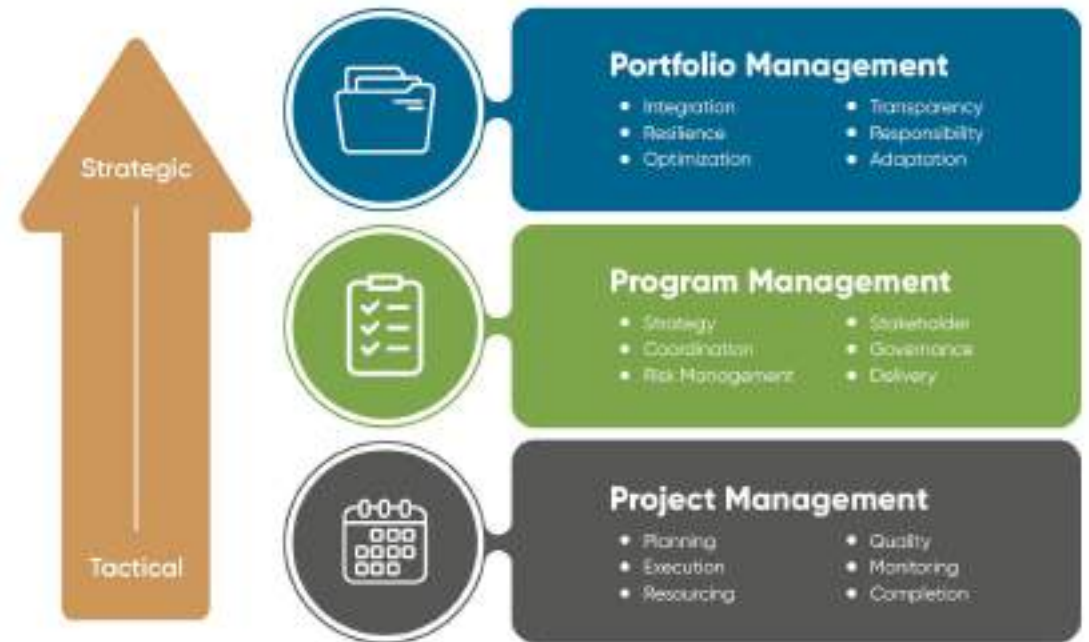 Strategic
Tactical
Portfolio Management
Integration
Resilience
Optimization
Transparency
Responsibility
Adaptation
Program Management
Strategy
Coordination
Risk Management
Stakeholder
Governance
Delivery
Project Management
Planning
Execution
Resourcing
Quality
Monitoring
Completion